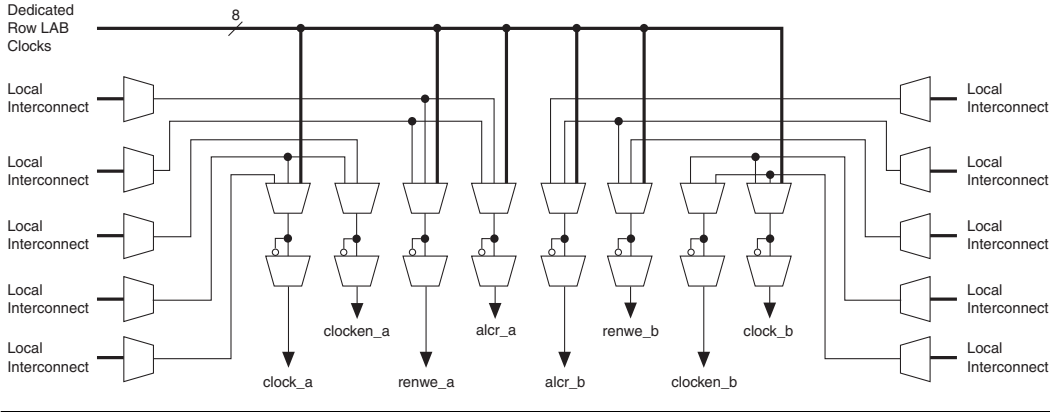 Dedicated
Row LAB
Clocks
8
Local
Interconnect
Local
Interconnect
Local
Interconnect
Local
Interconnect
Local
Interconnect
Local
Interconnect
Local
Interconnect
Local
Interconnect
Local
Interconnect
Local
Interconnect
clocken_a
alcr_a
renwe_b
clock_b
clock_a
renwe_a
alcr_b
clocken_b